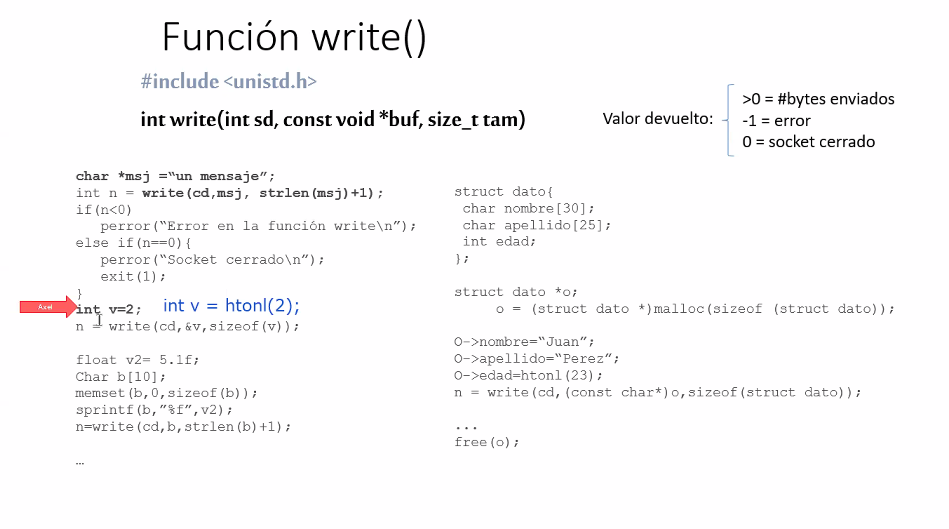 Función write()
#include <unistd.h>
int write(int sd, const void *buf, size_t tam)
Valor devuelto:
>0 = #bytes enviados
-1 = error
0 = socket cerrado
char *msj =“un mensaje”;
int n = write(cd,msj, strlen(msj)+1);
if(n<0)
perror(“Error en la función write\n”);
else if(n==0){
perror(“Socket cerrado\n”);
exit(1);
}
Axel
int v=2;
int v = htonl(2);
n = write(cd,&v,sizeof(v));
float v2= 5.1f;
Char b[10];
memset(b,0,sizeof(b));
sprintf(b,”%f”,v2);
n=write(cd,b,strlen(b)+1);
…
struct dato{
char nombre[30];
char apellido[25];
int edad;
};
struct dato *o;
o = (struct dato *)malloc(sizeof (struct dato));
O->nombre=“Juan”;
O->apellido=“Perez”;
O->edad=htonl(23);
n = write(cd,(const char*)o,sizeof(struct dato));
...
free(o);